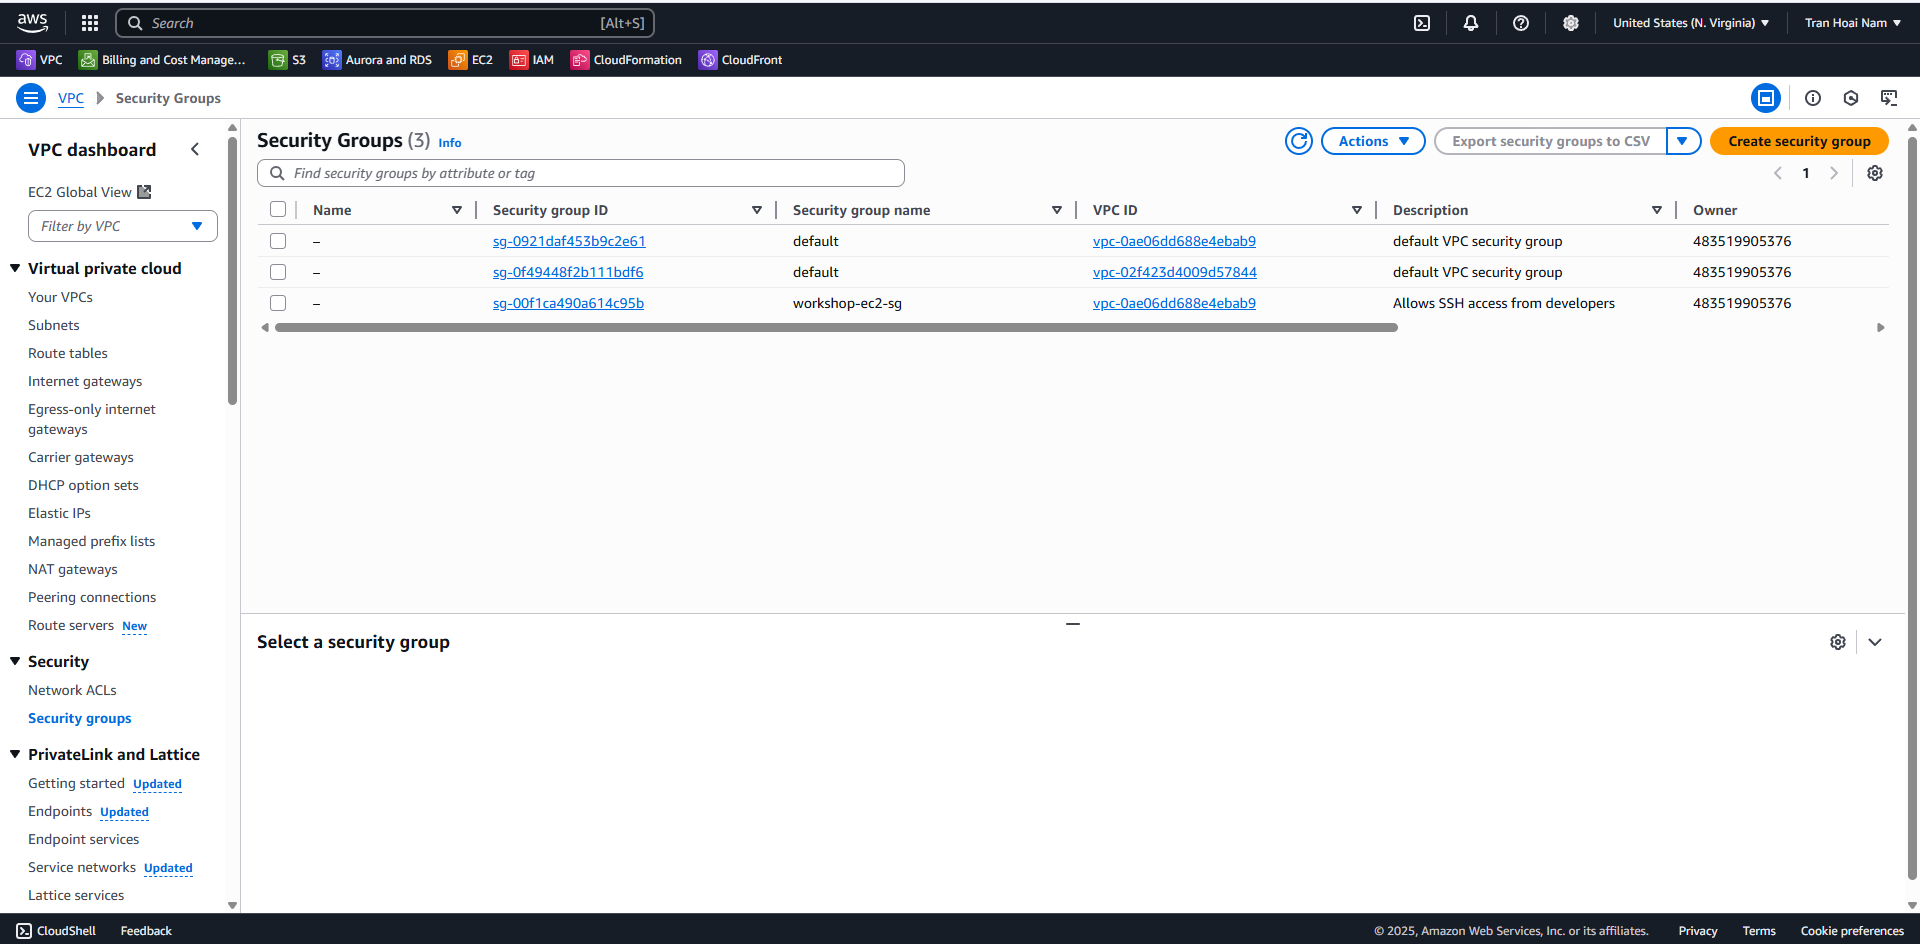 aws
Search [Alt+S]
United States (N. Virginia)
Tran Hoai Nam
VPC
Billing and Cost Manage...
S3
Aurora and RDS
EC2
IAM
CloudFormation
CloudFront
VPC
Security Groups
VPC dashboard
EC2 Global View
Filter by VPC
Virtual private cloud
Your VPCs
Subnets
Route tables
Internet gateways
Egress-only internet
gateways
Carrier gateways
DHCP option sets
Elastic IPs
Managed prefix lists
NAT gateways
Peering connections
Route servers New
Security
Network ACLs
Security groups
PrivateLink and Lattice
Getting started Updated
Endpoints Updated
Endpoint services
Service networks Updated
Lattice services
Security Groups (3) Info
Actions
Export security groups to CSV
Create security group
Find security groups by attribute or tag
1
Name Security group ID Security group name VPC ID Description Owner
– sg-0921daf453b9c2e61 default vpc-0ae06dd688e4ebab9 default VPC security group 483519905376
– sg-0f49448f2b111bdf6 default vpc-02f423d4009d57844 default VPC security group 483519905376
– sg-00f1ca490a614c95b workshop-ec2-sg vpc-0ae06dd688e4ebab9 Allows SSH access from developers 483519905376
Select a security group
CloudShell
Feedback
© 2025, Amazon Web Services, Inc. or its affiliates.
Privacy
Terms
Cookie preferences